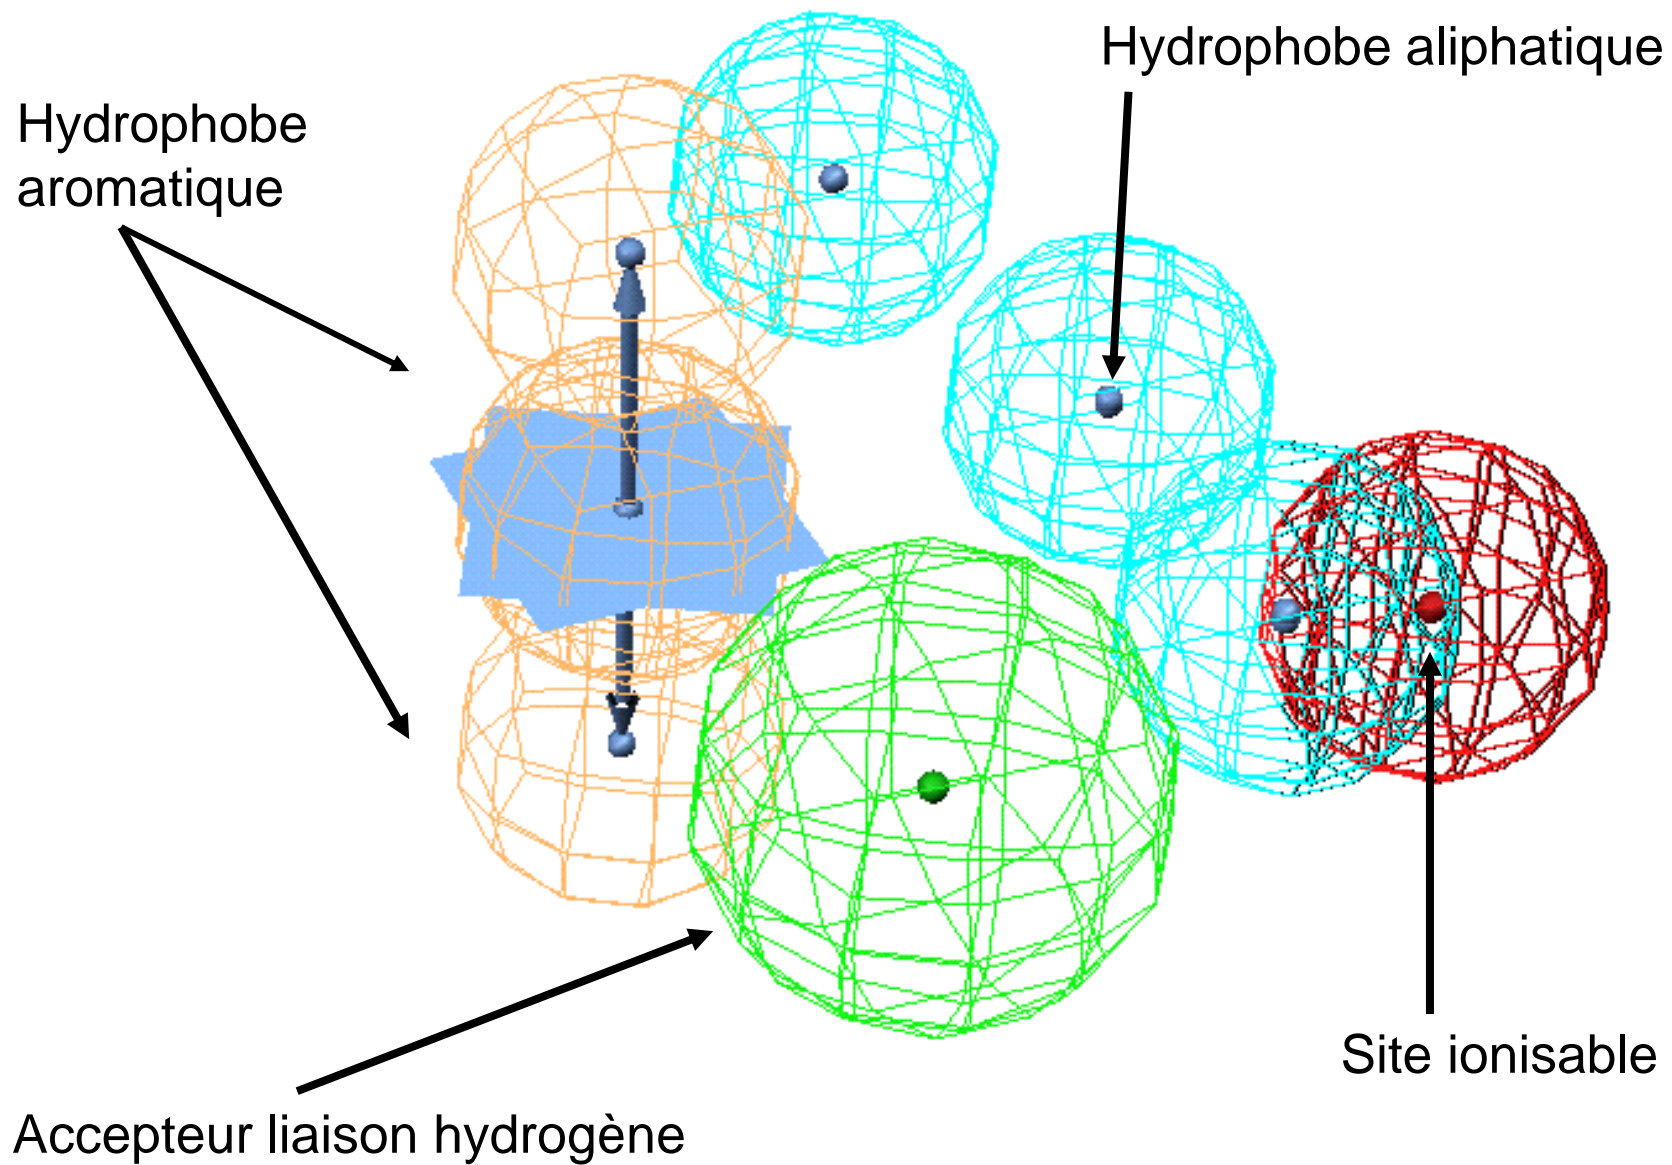 Hydrophobe aliphatique
Hydrophobe
aromatique
Site ionisable
Accepteur liaison hydrogène